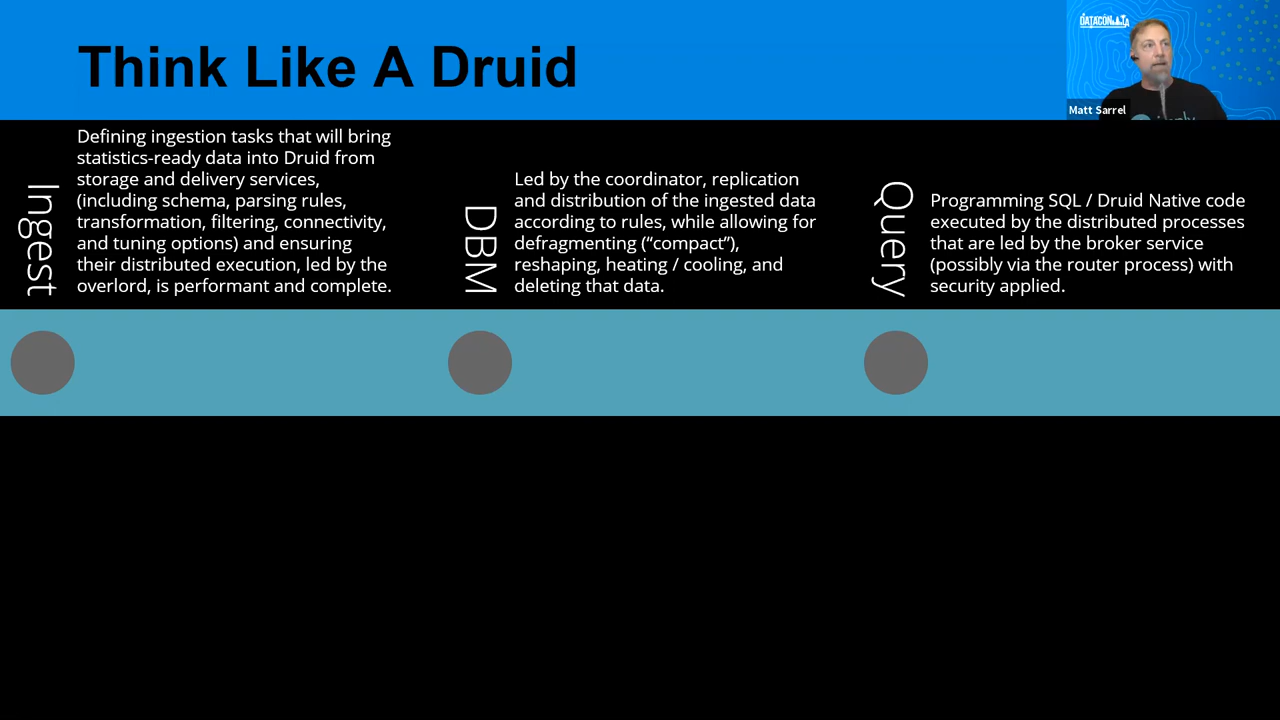 Think Like A Druid
DATACON LA
Matt Sarrel
Ingest
Defining ingestion tasks that will bring
statistics-ready data into Druid from
storage and delivery services,
(including schema, parsing rules,
transformation, filtering, connectivity,
and tuning options) and ensuring
their distributed execution, led by the
overlord, is performant and complete.
DBM
Led by the coordinator, replication
and distribution of the ingested data
according to rules, while allowing for
defragmenting (“compact”),
reshaping, heating / cooling, and
deleting that data.
Query
Programming SQL / Druid Native code
executed by the distributed processes
that are led by the broker service
(possibly via the router process) with
security applied.